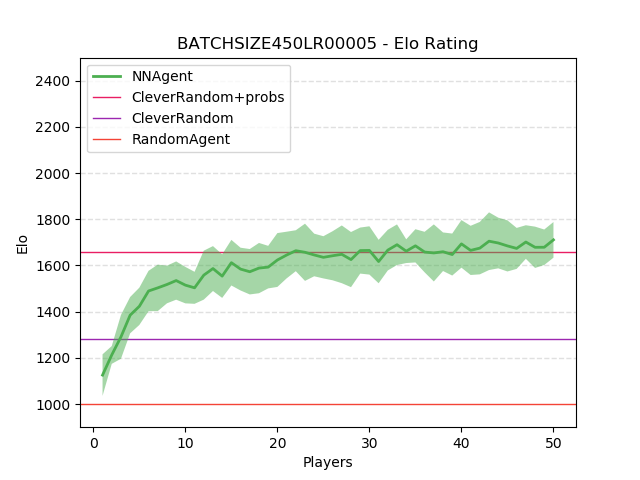 BATCHSIZE450LR00005 - Elo Rating
NNAgent
CleverRandom+probs
CleverRandom
RandomAgent
2400
2200
2000
1800
1600
1400
1200
1000
Elo
0 10 20 30 40 50
Players